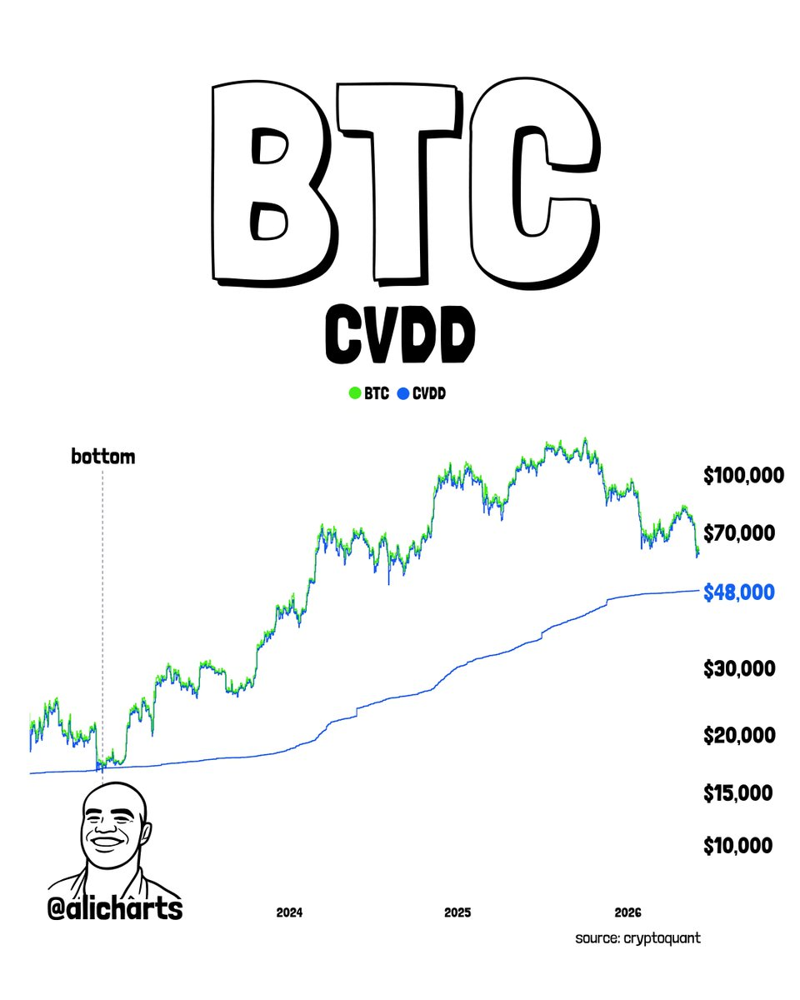 BTC
CVDD
BTC CVDD
bottom
$100,000
$70,000
$48,000
$30,000
$20,000
$15,000
$10,000
@alicharts
2024 2025 2026
source: cryptoquant